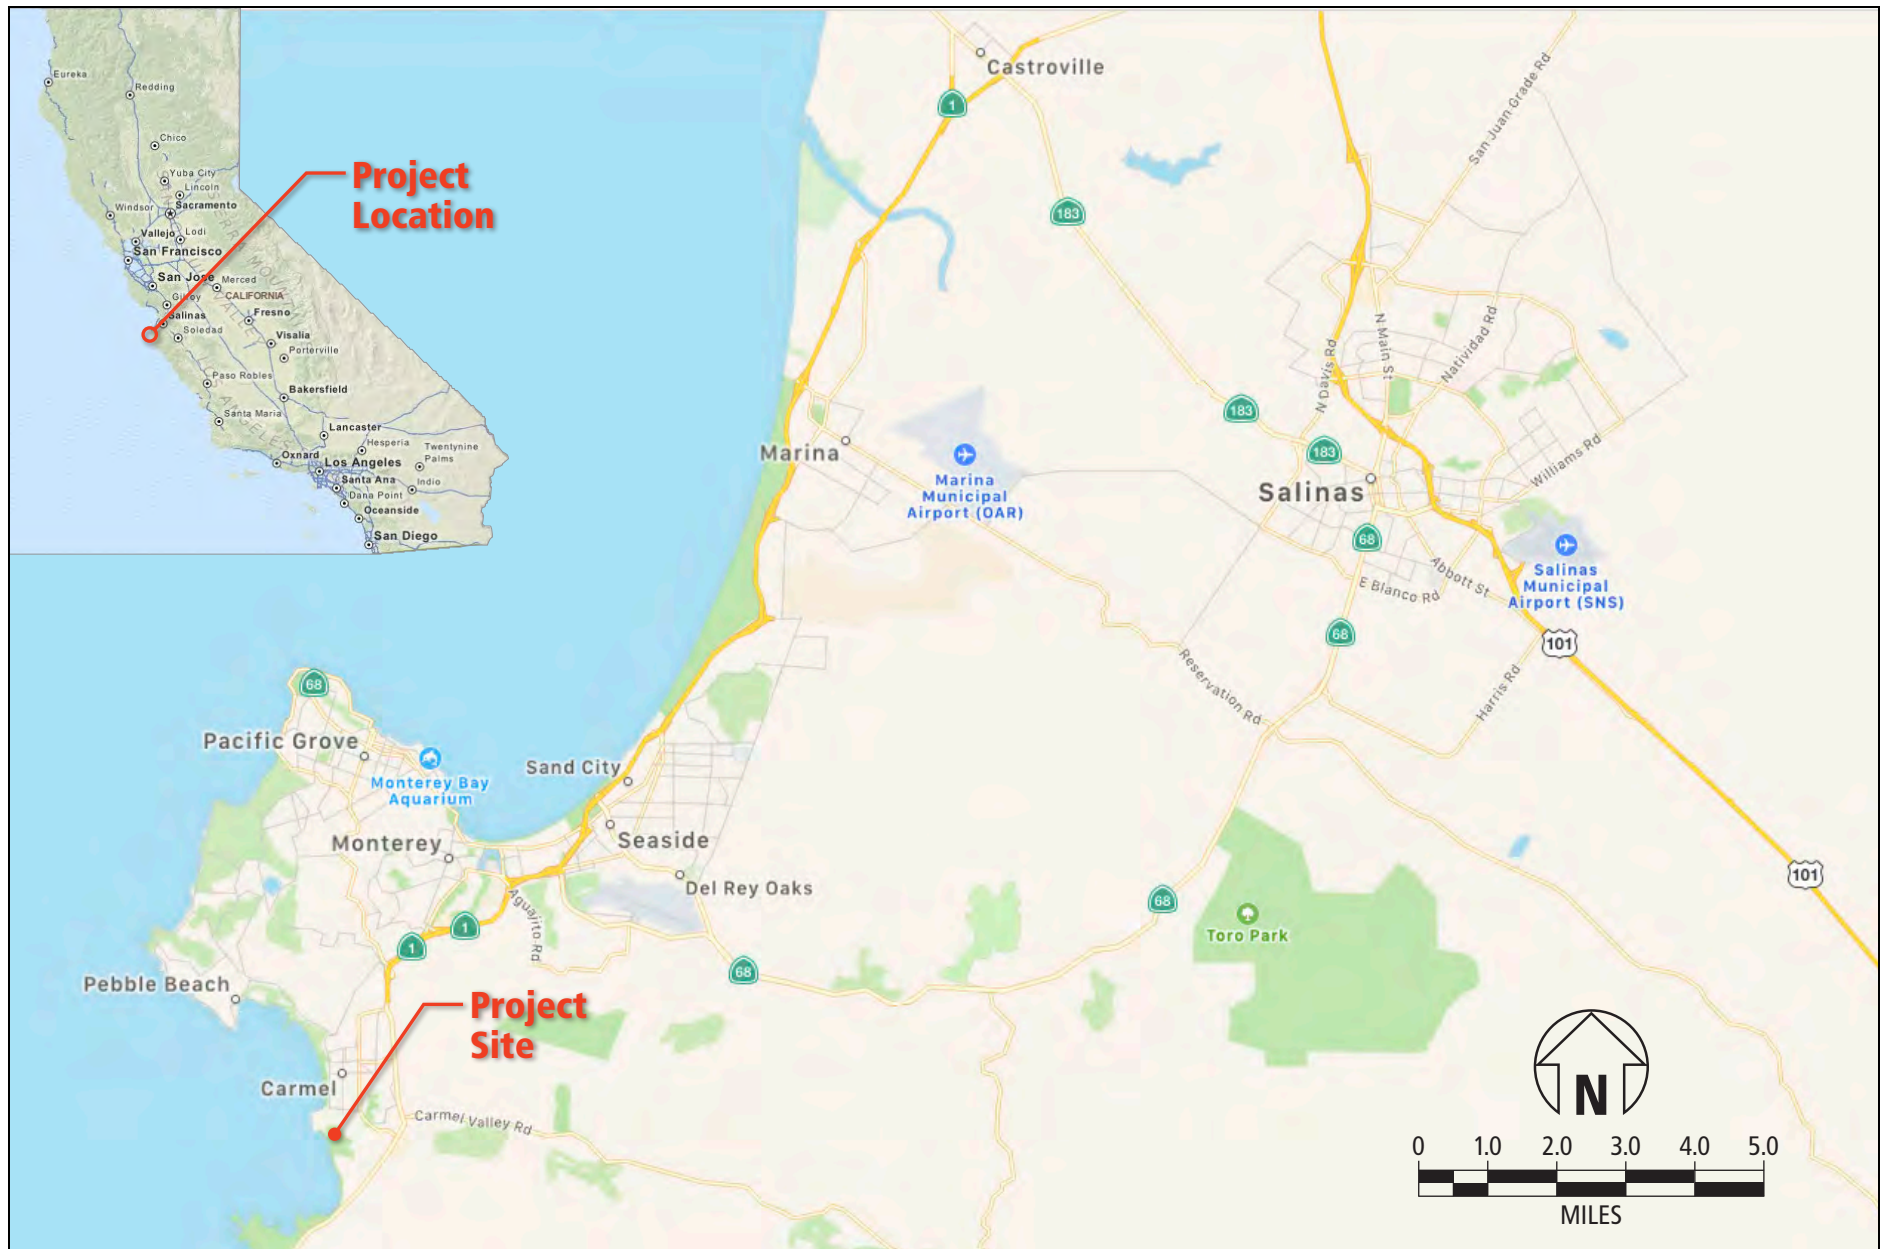 Eureka
Redding
Chico
Yuba City
Lincoln
Windsor
Sacramento
Vallejo
Lodi
San Francisco
San Jose
Merced
Gilroy
CALIFORNIA
Salinas
Fresno
Soledad
Visalia
Porterville
Paso Robles
Bakersfield
Santa Maria
Lancaster
Hesperia
Twentynine
Palms
Oxnard
Los Angeles
Santa Ana
Indio
Dana Point
Oceanside
San Diego
ANGELES
Project
Location
Castroville
1
183
San Juan Grade Rd
N Main St
Natividad Rd
N Davis Rd
183
183
Marina
Marina
Municipal
Airport (OAR)
Salinas
Williams Rd
68
Abbott St
E Blanco Rd
Salinas
Municipal
Airport (SNS)
68
101
Reservation Rd
Harris Rd
68
Pacific Grove
Monterey Bay
Aquarium
Sand City
Monterey
Seaside
Del Rey Oaks
101
Aguajito Rd
1
1
68
68
Toro Park
Pebble Beach
Project
Site
Carmel
Carmel Valley Rd
N
0 1.0 2.0 3.0 4.0 5.0
MILES